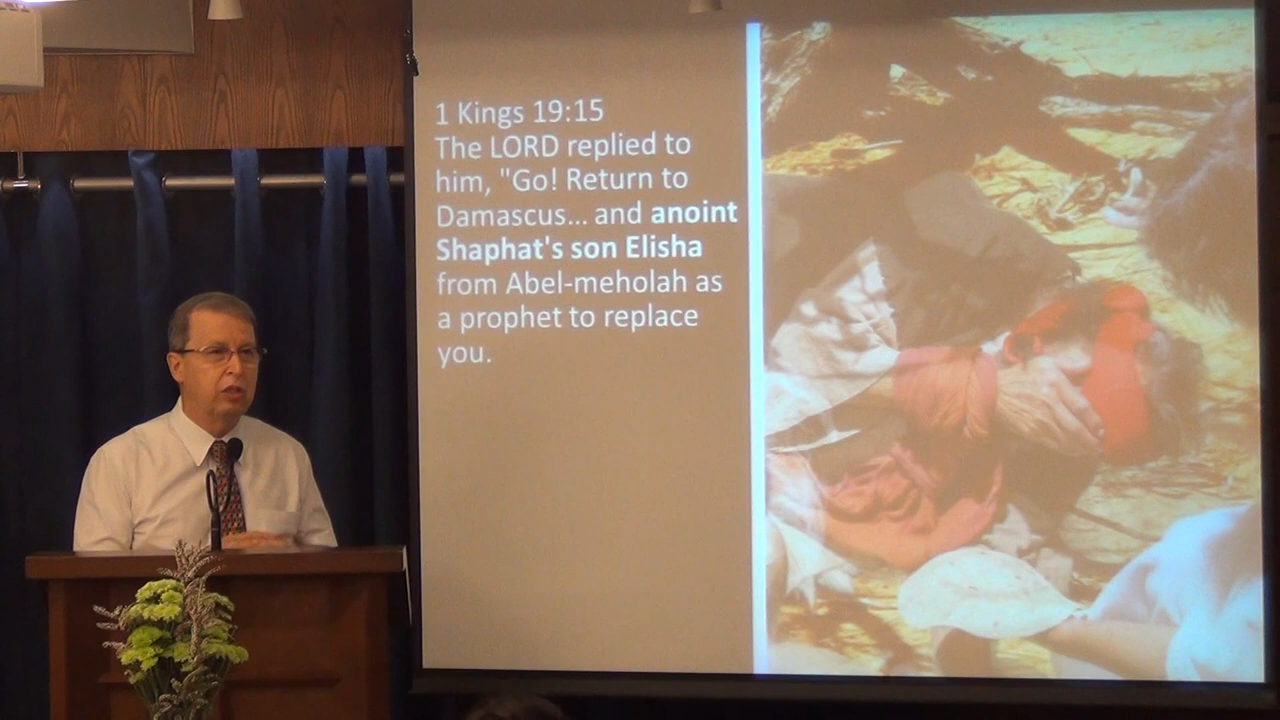 1 Kings 19:15
The LORD replied to
him, "Go! Return to
Damascus... and anoint
Shaphat's son Elisha
from Abel-meholah as
a prophet to replace
you.